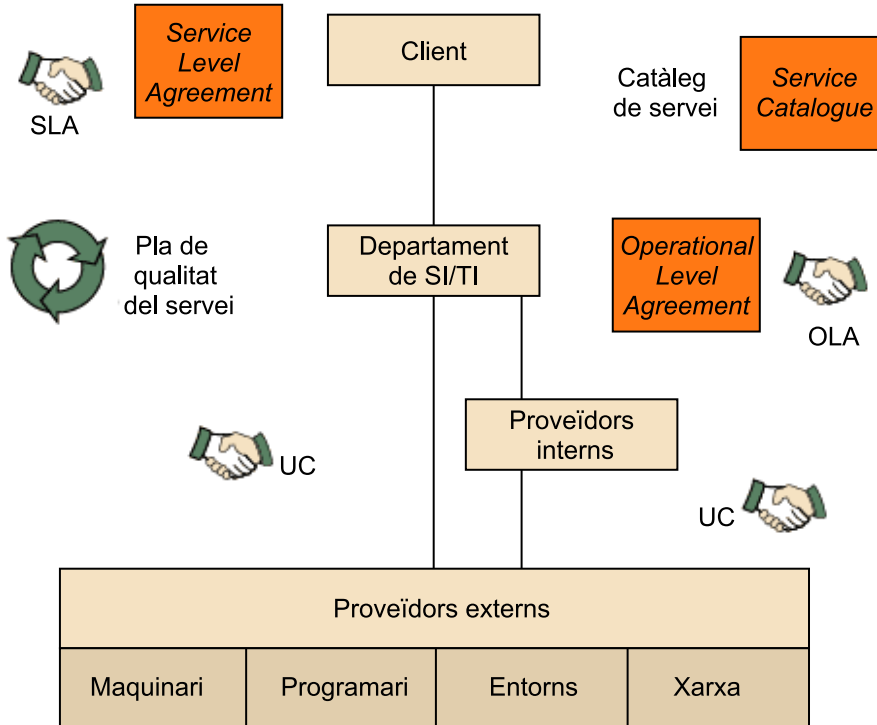 Service
Level
Agreement
SLA
Client
Catàleg
de servei
Service
Catalogue
Pla de
qualitat
del servei
Departament
de SI/TI
Operational
Level
Agreement
OLA
Proveïdors
interns
UC
UC
Proveïdors externs
Maquinari
Programari
Entorns
Xarxa